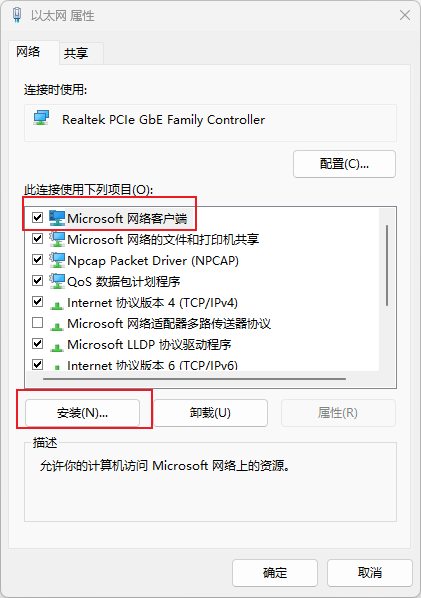 以太网 属性
网络
共享
连接时使用:
Realtek PCIe GbE Family Controller
配置(C)...
此连接使用下列项目(O):
Microsoft 网络客户端
Microsoft 网络的文件和打印机共享
Npcap Packet Driver (NPCAP)
QoS 数据包计划程序
Internet 协议版本 4 (TCP/IPv4)
Microsoft 网络适配器多路传送器协议
Microsoft LLDP 协议驱动程序
Internet 协议版本 6 (TCP/IPv6)
安装(N)...
卸载(U)
属性(R)
描述
允许你的计算机访问 Microsoft 网络上的资源。
确定
取消